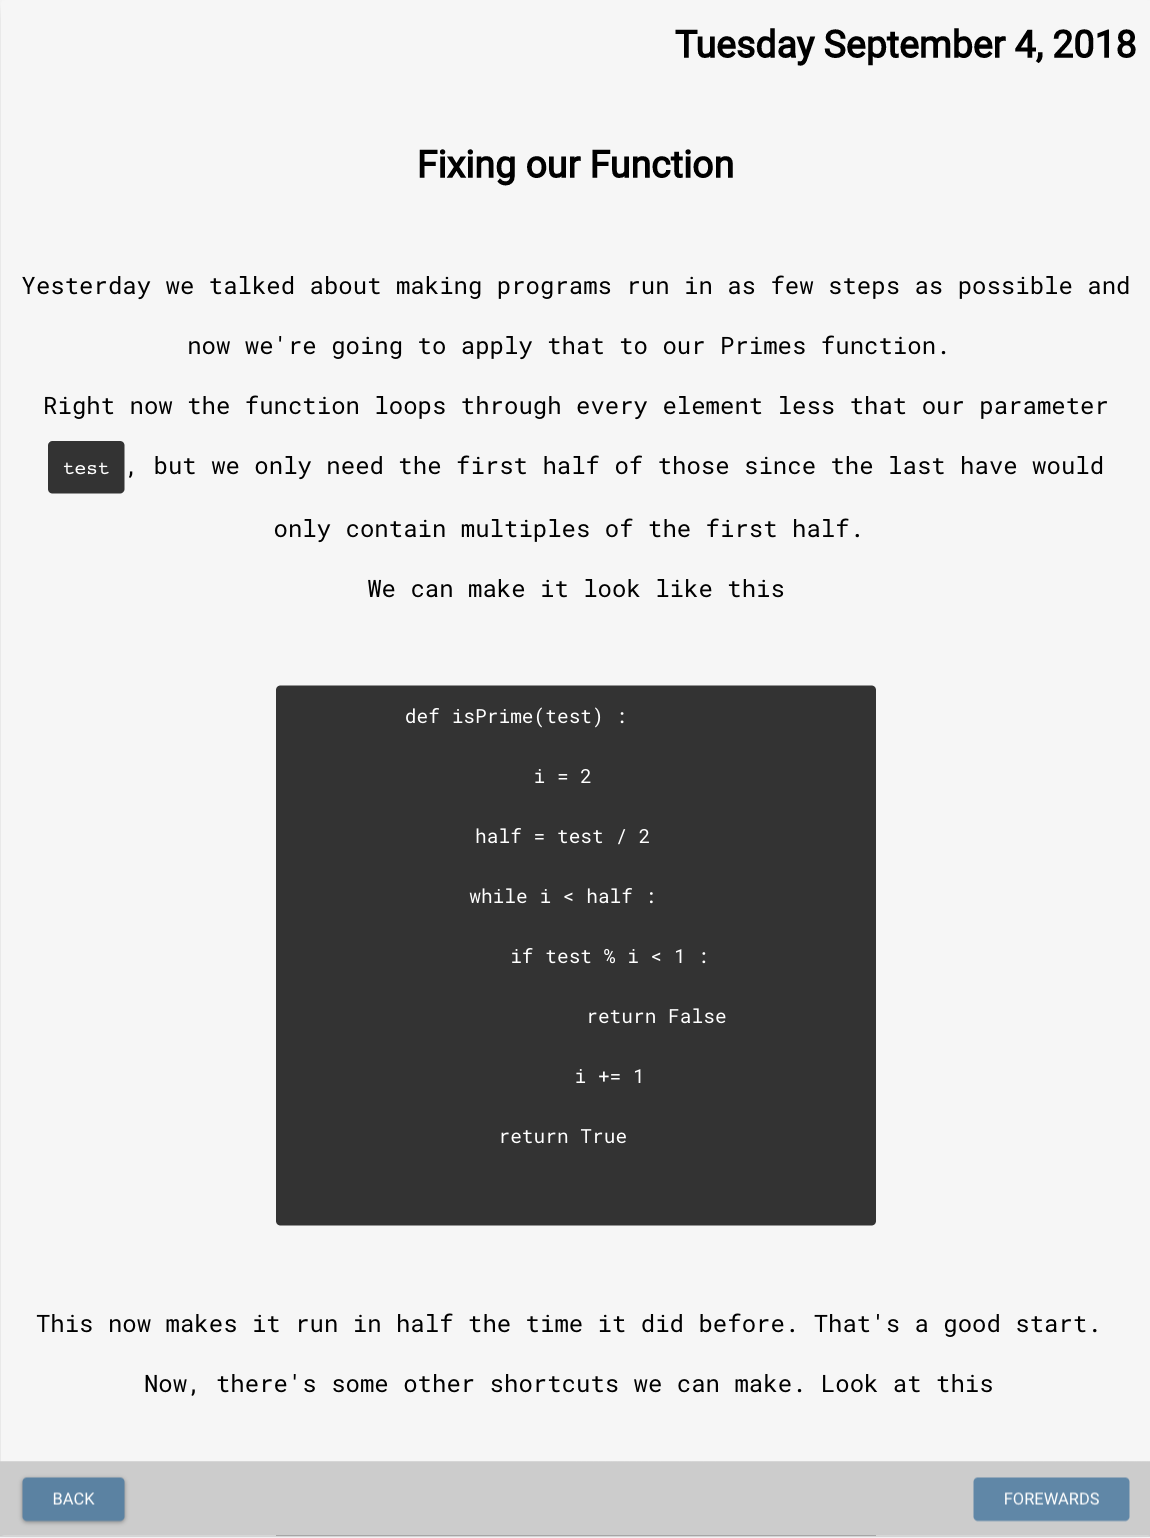 Tuesday September 4, 2018
Fixing our Function
Yesterday we talked about making programs run in as few steps as possible and
now we're going to apply that to our Primes function.
Right now the function loops through every element less that our parameter
test, but we only need the first half of those since the last have would
only contain multiples of the first half.
We can make it look like this
def isPrime(test) :
i = 2
half = test / 2
while i < half :
if test % i < 1 :
return False
i += 1
return True
This now makes it run in half the time it did before. That's a good start.
Now, there's some other shortcuts we can make. Look at this
BACK
FOREWARDS